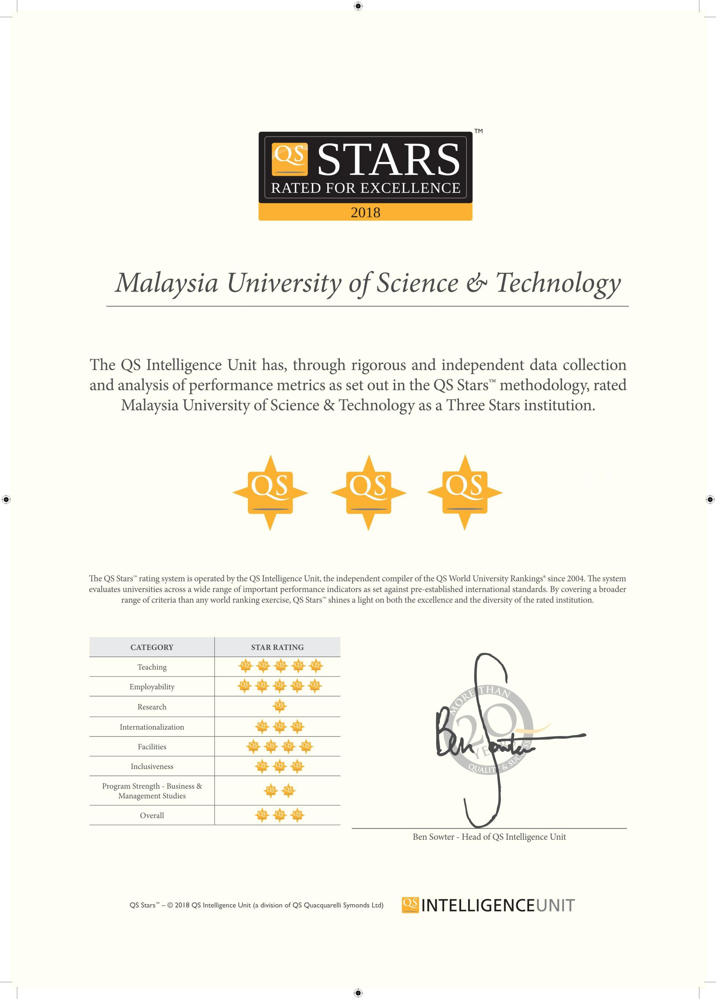 TM
QS STARS
RATED FOR EXCELLENCE
2018
Malaysia University of Science & Technology
The QS Intelligence Unit has, through rigorous and independent data collection
and analysis of performance metrics as set out in the QS Stars™ methodology, rated
Malaysia University of Science & Technology as a Three Stars institution.
QS QS QS
The QS Stars™ rating system is operated by the QS Intelligence Unit, the independent compiler of the QS World University Rankings® since 2004. The system
evaluates universities across a wide range of important performance indicators as set against pre-established international standards. By covering a broader
range of criteria than any world ranking exercise, QS Stars™ shines a light on both the excellence and the diversity of the rated institution.
CATEGORY STAR RATING
Teaching QS QS QS QS QS
Employability QS QS QS QS QS
Research QS
Internationalization QS QS QS
Facilities QS QS QS QS
Inclusiveness QS QS QS
Program Strength - Business &
Management Studies QS QS
Overall QS QS QS
MORE THAN
20
YEARS
QUALITY & SUCCESS
Ben Sowter
Ben Sowter - Head of QS Intelligence Unit
QS Stars™ – © 2018 QS Intelligence Unit (a division of QS Quacquarelli Symonds Ltd)
QS INTELLIGENCEUNIT